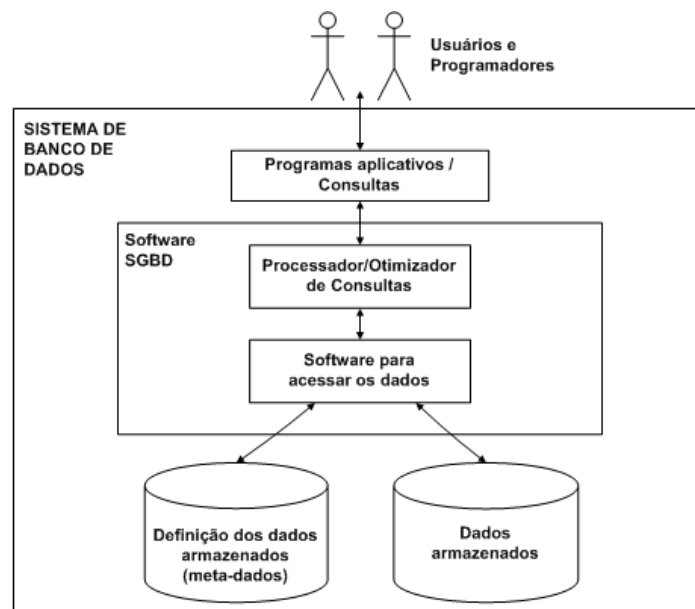 Usuários e
Programadores
SISTEMA DE
BANCO DE
DADOS
Programas aplicativos /
Consultas
Software
SGBD
Processador/Otimizador
de Consultas
Software para
acessar os dados
Definição dos dados
armazenados
(meta-dados)
Dados
armazenados